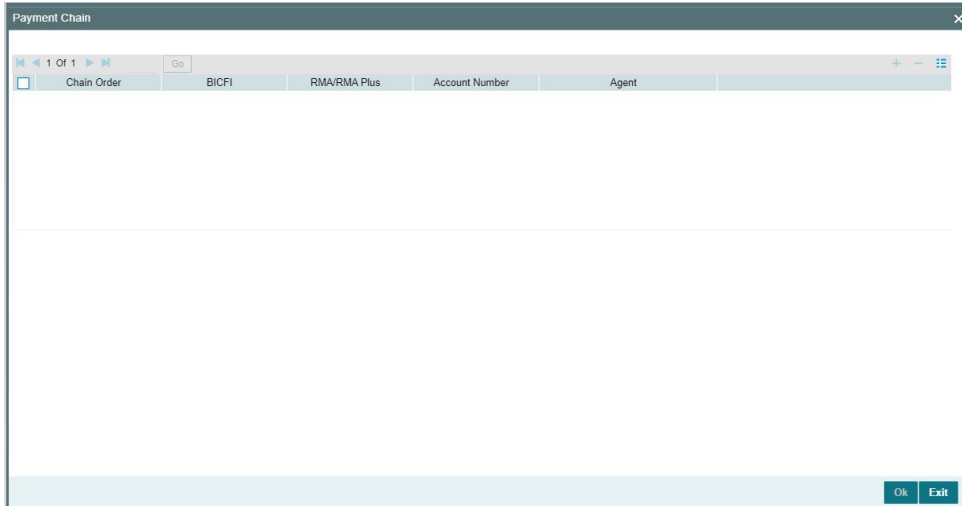 Payment Chain
1 Of 1 Go
Chain Order BICFI RMA/RMA Plus Account Number Agent
Ok Exit